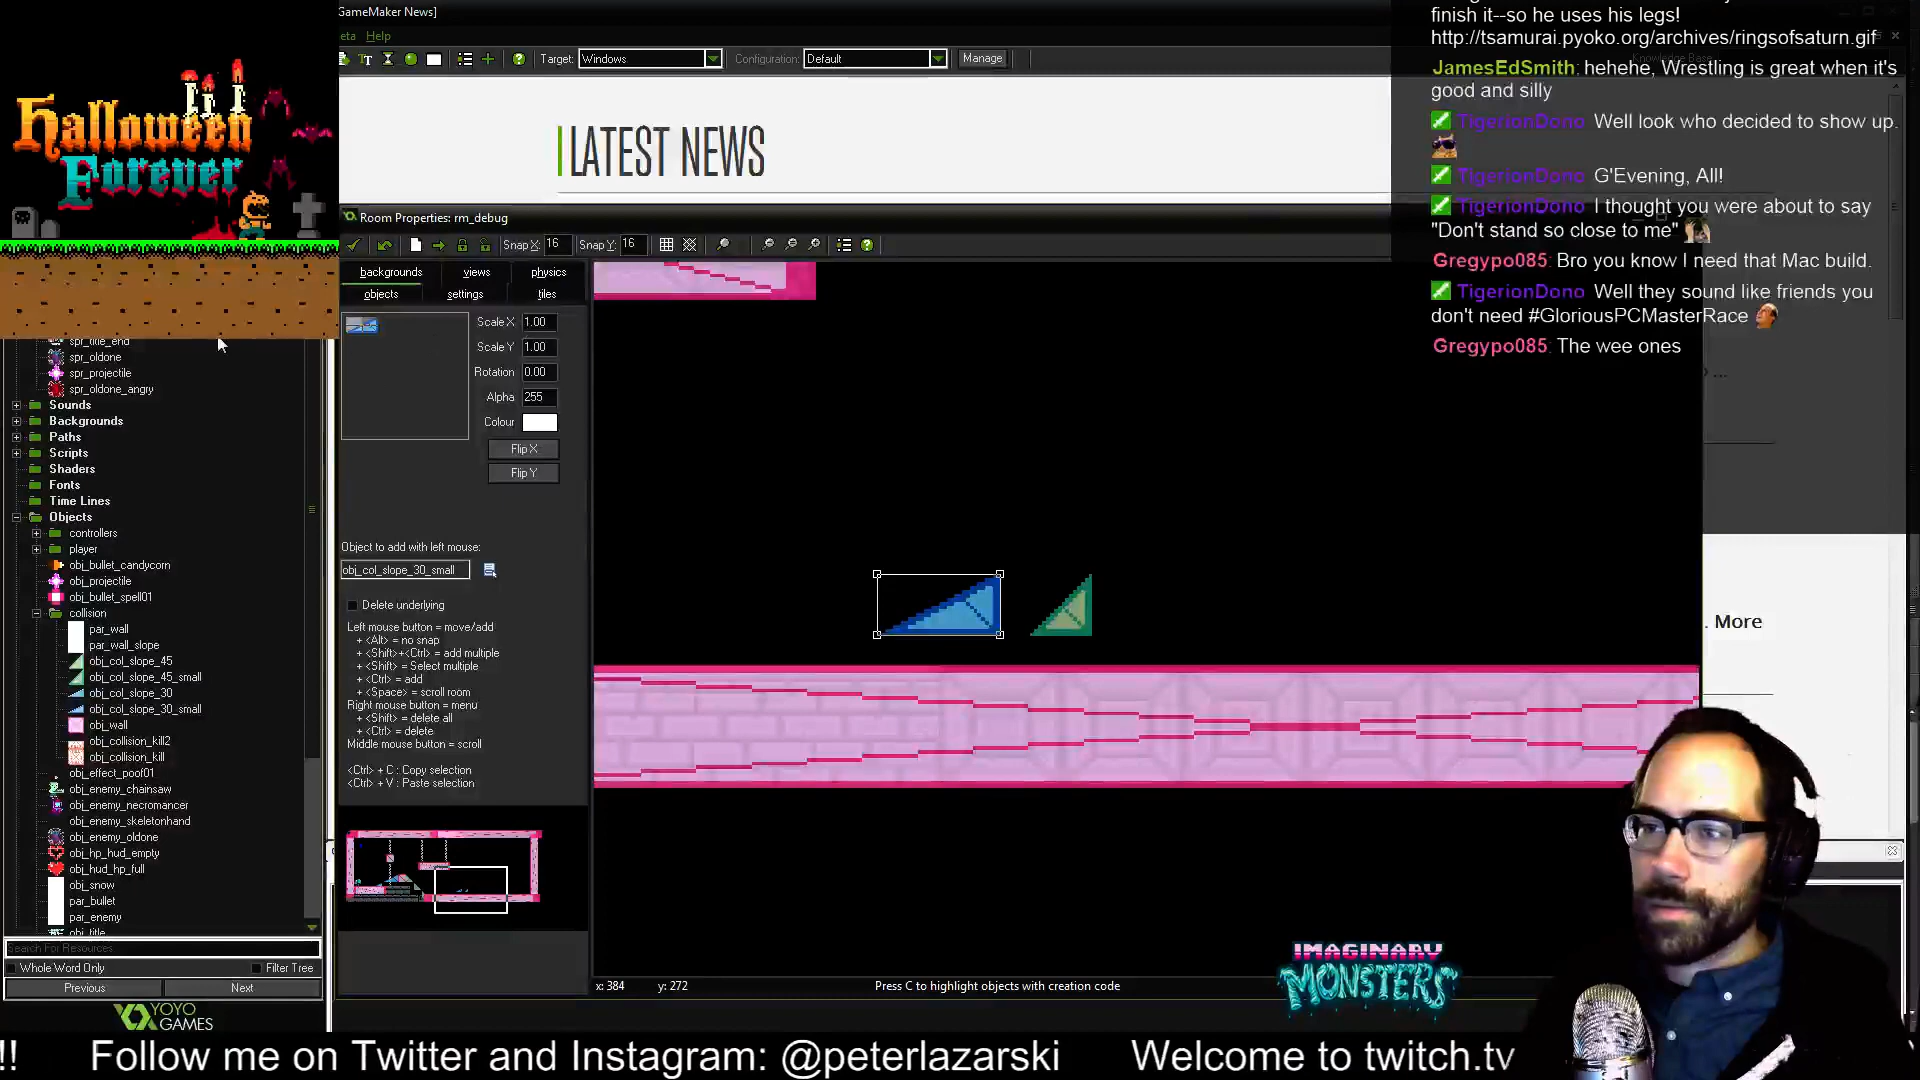 GameMaker News]
eta Help
Target: Windows Configuration: Default Manage
LATEST NEWS
Halloween
Forever
Room Properties: rm_debug
Snap X: 16 Snap Y: 16
backgrounds views physics
objects settings tiles
Scale X 1.00
Scale Y 1.00
Rotation 0.00
Alpha 255
Colour
Flip X
Flip Y
Object to add with left mouse:
obj_col_slope_30_small
Delete underlying
Left mouse button = move/add
+ <Alt> = no snap
+ <Shift>+<Ctrl> = add multiple
+ <Shift> = Select multiple
+ <Ctrl> = add
+ <Space> = scroll room
Right mouse button = menu
+ <Shift> = delete all
+ <Ctrl> = delete
Middle mouse button = scroll
<Ctrl> + C : Copy selection
<Ctrl> + V : Paste selection
spr_title_end
spr_oldone
spr_projectile
spr_oldone_angry
Sounds
Backgrounds
Paths
Scripts
Shaders
Fonts
Time Lines
Objects
controllers
player
obj_bullet_candycorn
obj_projectile
obj_bullet_spell01
collision
par_wall
par_wall_slope
obj_col_slope_45
obj_col_slope_45_small
obj_col_slope_30
obj_col_slope_30_small
obj_wall
obj_collision_kill2
obj_collision_kill
obj_effect_poof01
obj_enemy_chainsaw
obj_enemy_necromancer
obj_enemy_skeletonhand
obj_enemy_oldone
obj_hp_hud_empty
obj_hud_hp_full
obj_snow
par_bullet
par_enemy
obj_title
Search For Resources
Whole Word Only Filter Tree
Previous Next
YOYO
GAMES
x: 384 y: 272 Press C to highlight objects with creation code
finish it--so he uses his legs!
http://tsamurai.pyoko.org/archives/ringsofsaturn.gif
JamesEdSmith: hehehe, Wrestling is great when it's
good and silly
TigerionDono Well look who decided to show up.
TigerionDono G'Evening, All!
TigerionDono I thought you were about to say
"Don't stand so close to me"
Gregypo085: Bro you know I need that Mac build.
TigerionDono Well they sound like friends you
don't need #GloriousPCMasterRace
Gregypo085: The wee ones
. More
IMAGINARY
MONSTERS
!! Follow me on Twitter and Instagram: @peterlazarski Welcome to twitch.tv